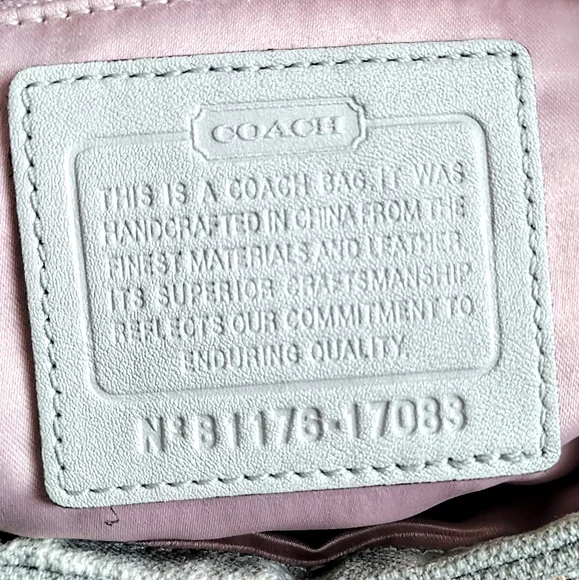 COACH
THIS IS A COACH BAG. IT WAS
HANDCRAFTED IN CHINA FROM THE
FINEST MATERIALS AND LEATHER.
ITS SUPERIOR CRAFTSMANSHIP
REFLECTS OUR COMMITMENT TO
ENDURING QUALITY.
Nº B1176-17083